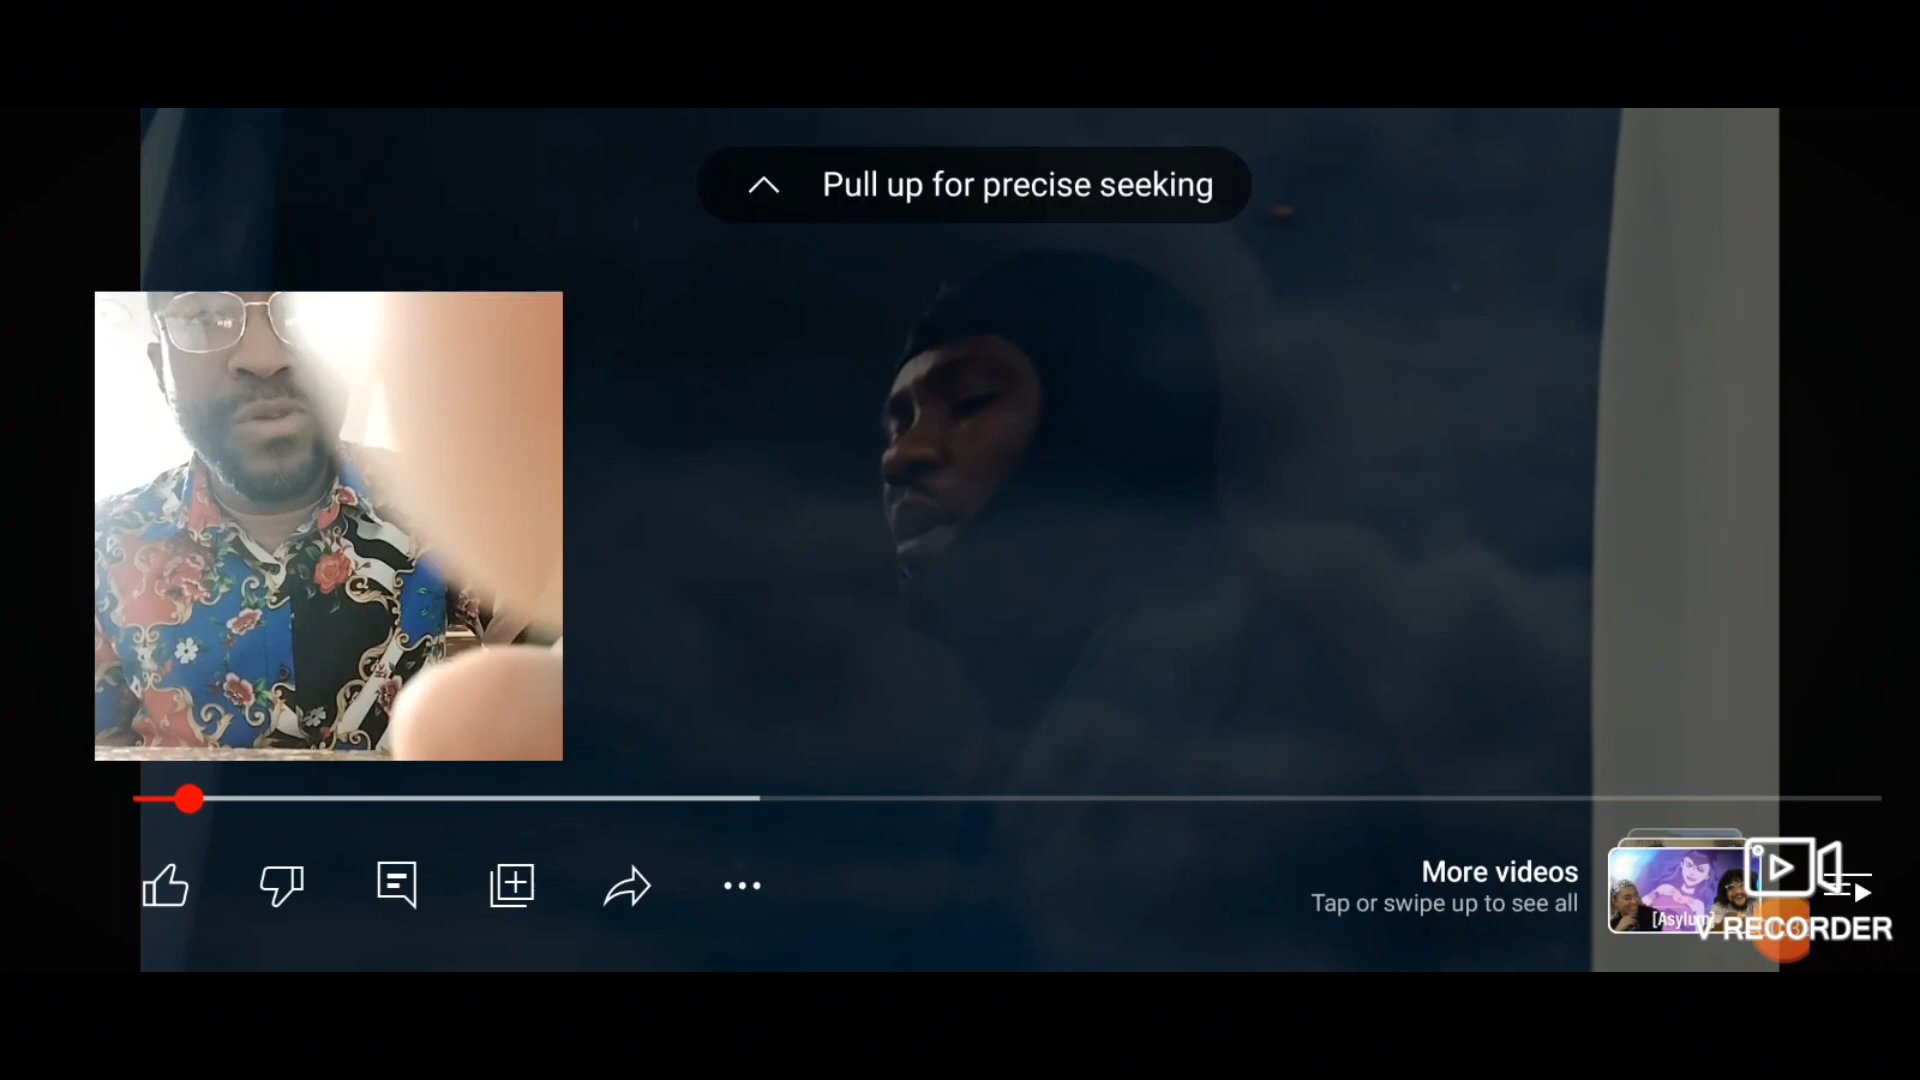 Pull up for precise seeking
More videos
Tap or swipe up to see all
[Asylum]
V RECORDER